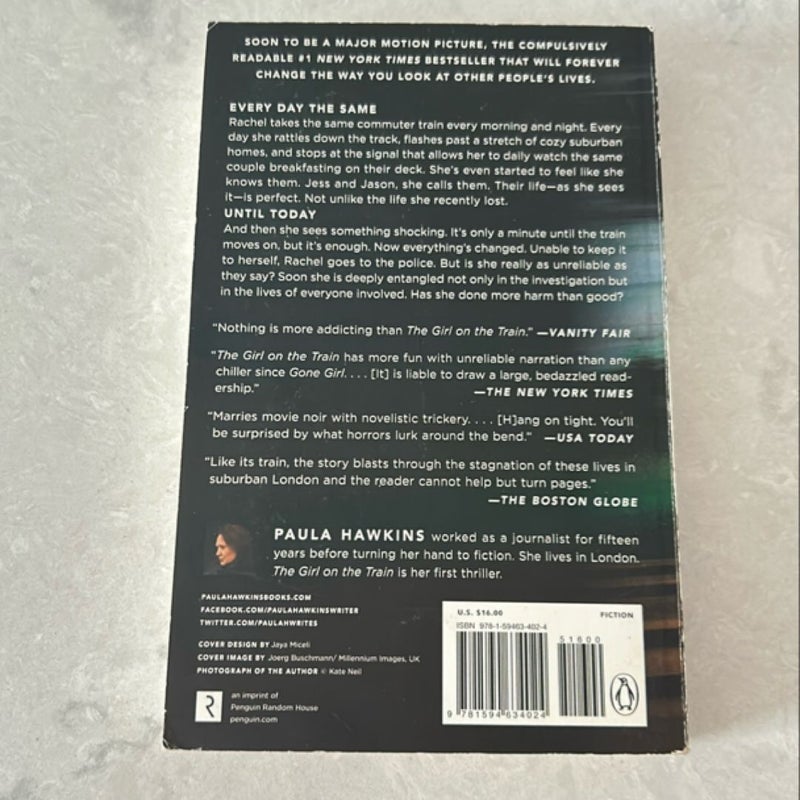 SOON TO BE A MAJOR MOTION PICTURE, THE COMPULSIVELY
READABLE #1 NEW YORK TIMES BESTSELLER THAT WILL FOREVER
CHANGE THE WAY YOU LOOK AT OTHER PEOPLE'S LIVES.
EVERY DAY THE SAME
Rachel takes the same commuter train every morning and night. Every
day she rattles down the track, flashes past a stretch of cozy suburban
homes, and stops at the signal that allows her to daily watch the same
couple breakfasting on their deck. She's even started to feel like she
knows them. Jess and Jason, she calls them. Their life—as she sees
it—is perfect. Not unlike the life she recently lost.
UNTIL TODAY
And then she sees something shocking. It's only a minute until the train
moves on, but it's enough. Now everything's changed. Unable to keep it
to herself, Rachel goes to the police. But is she really as unreliable as
they say? Soon she is deeply entangled not only in the investigation but
in the lives of everyone involved. Has she done more harm than good?
"Nothing is more addicting than The Girl on the Train." —VANITY FAIR
"The Girl on the Train has more fun with unreliable narration than any
chiller since Gone Girl. . . . [It] is liable to draw a large, bedazzled read-
ership."
—THE NEW YORK TIMES
"Marries movie noir with novelistic trickery. . . . [H]ang on tight. You'll
be surprised by what horrors lurk around the bend." —USA TODAY
"Like its train, the story blasts through the stagnation of these lives in
suburban London and the reader cannot help but turn pages."
—THE BOSTON GLOBE
PAULA HAWKINS worked as a journalist for fifteen
years before turning her hand to fiction. She lives in London.
The Girl on the Train is her first thriller.
PAULAHAWKINSBOOKS.COM
FACEBOOK.COM/PAULAHAWKINSWRITER
TWITTER.COM/PAULAHWRITES
COVER DESIGN BY Jaya Miceli
COVER IMAGE BY Joerg Buschmann/ Millennium Images, UK
PHOTOGRAPH OF THE AUTHOR © Kate Neil
R
an imprint of
Penguin Random House
penguin.com
U.S. $16.00
FICTION
ISBN 978-1-59463-402-4
51600
9 781594 634024